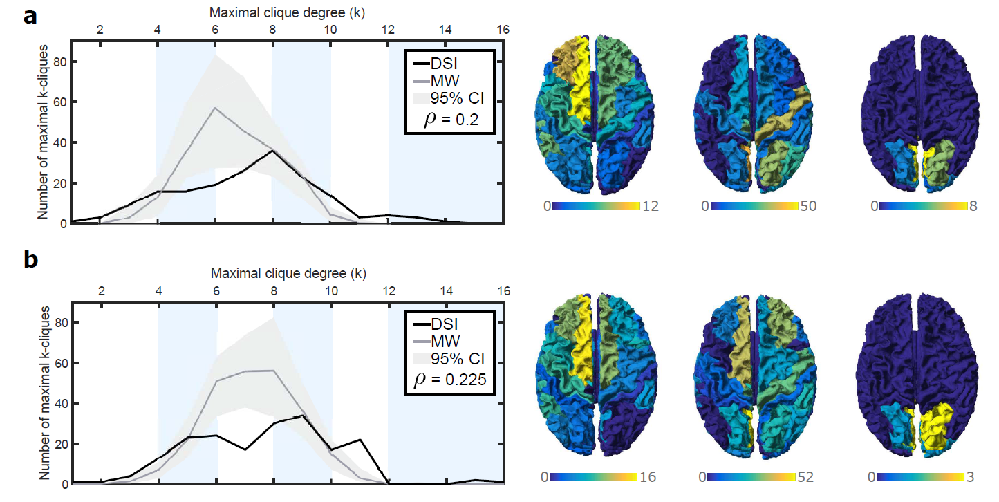 a
Maximal clique degree (k)
2 4 6 8 10 12 14 16
Number of maximal k-cliques
80
60
40
20
0
DSI
MW
95% CI
ρ = 0.2
0 12
0 50
0 8
b
Maximal clique degree (k)
2 4 6 8 10 12 14 16
Number of maximal k-cliques
80
60
40
20
0
DSI
MW
95% CI
ρ = 0.225
0 16
0 52
0 3